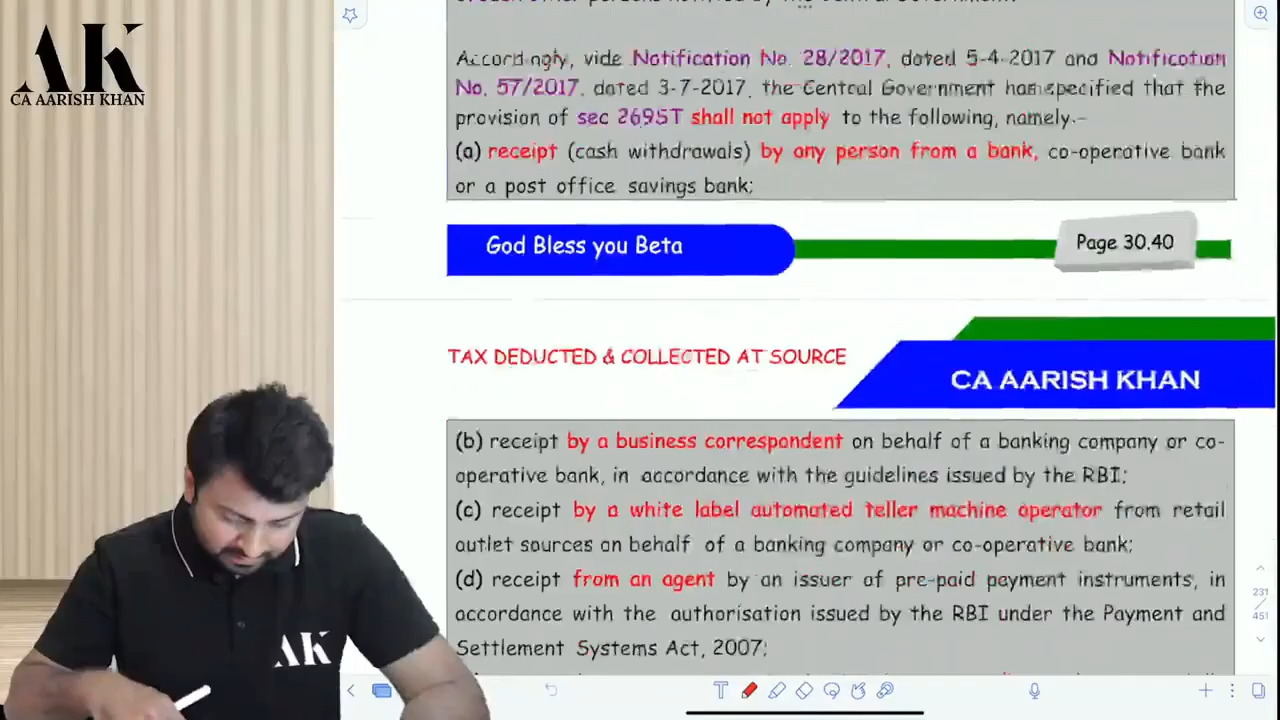 AK
CA AARISH KHAN
Accordingly, vide Notification No. 28/2017, dated 5-4-2017 and Notification
No. 57/2017, dated 3-7-2017, the Central Government has specified that the
provision of sec 269ST shall not apply to the following, namely:-
(a) receipt (cash withdrawals) by any person from a bank, co-operative bank
or a post office savings bank;
God Bless you Beta
Page 30.40
TAX DEDUCTED & COLLECTED AT SOURCE
CA AARISH KHAN
(b) receipt by a business correspondent on behalf of a banking company or co-
operative bank, in accordance with the guidelines issued by the RBI;
(c) receipt by a white label automated teller machine operator from retail
outlet sources on behalf of a banking company or co-operative bank;
(d) receipt from an agent by an issuer of pre-paid payment instruments, in
accordance with the authorisation issued by the RBI under the Payment and
Settlement Systems Act, 2007;
AK
231
451